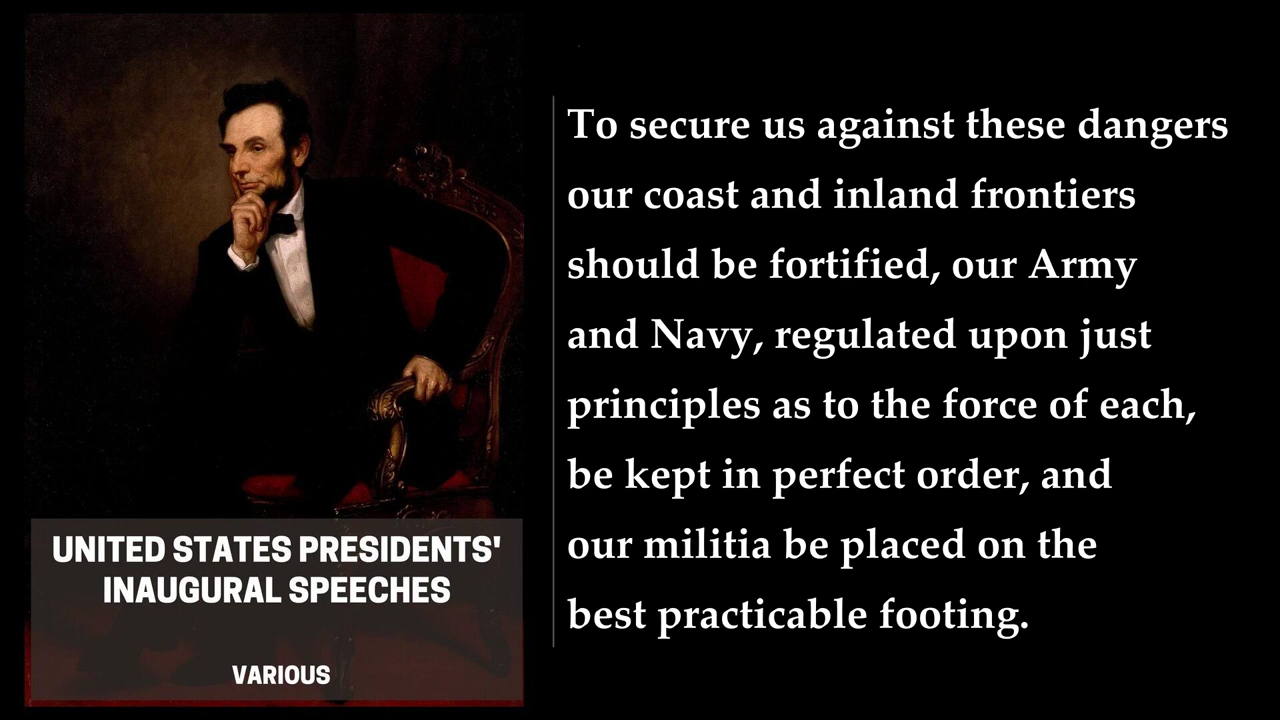 To secure us against these dangers
our coast and inland frontiers
should be fortified, our Army
and Navy, regulated upon just
principles as to the force of each,
be kept in perfect order, and
our militia be placed on the
best practicable footing.
UNITED STATES PRESIDENTS'
INAUGURAL SPEECHES
VARIOUS